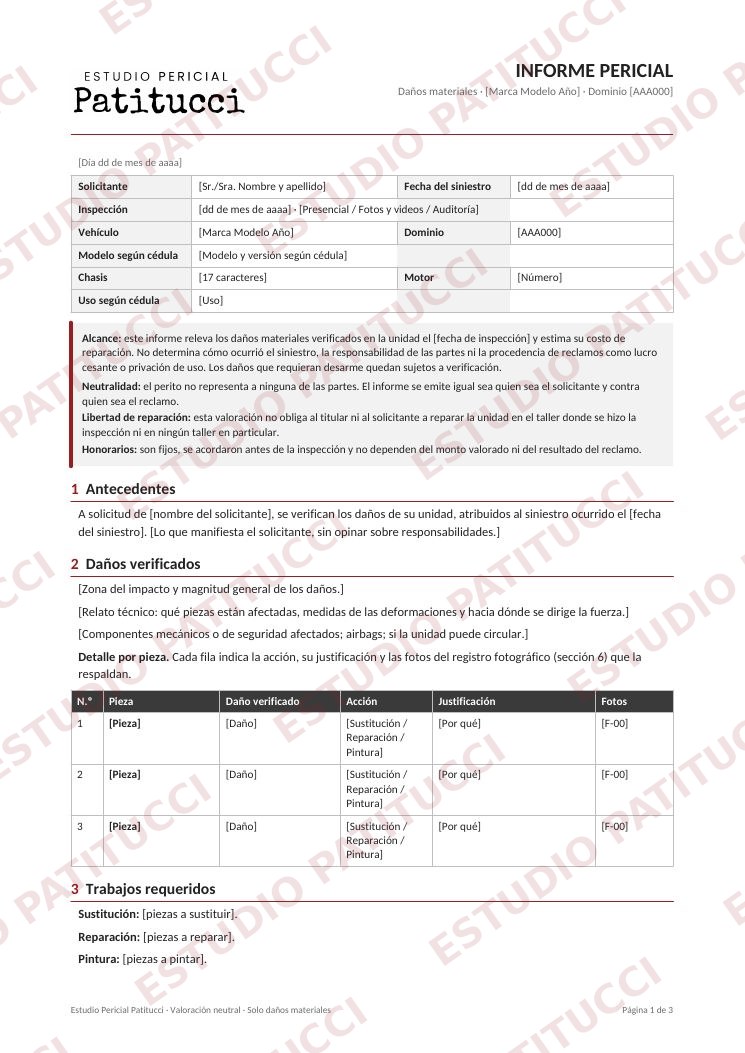 ESTUDIO PERICIAL
Patitucci
INFORME PERICIAL
Daños materiales · [Marca Modelo Año] · Dominio [AAA000]
[Día dd de mes de aaaa]
Solicitante [Sr./Sra. Nombre y apellido] Fecha del siniestro [dd de mes de aaaa]
Inspección [dd de mes de aaaa] · [Presencial / Fotos y videos / Auditoría]
Vehículo [Marca Modelo Año] Dominio [AAA000]
Modelo según cédula [Modelo y versión según cédula]
Chasis [17 caracteres] Motor [Número]
Uso según cédula [Uso]
Alcance: este informe releva los daños materiales verificados en la unidad el [fecha de inspección] y estima su costo de
reparación. No determina cómo ocurrió el siniestro, la responsabilidad de las partes ni la procedencia de reclamos como lucro
cesante o privación de uso. Los daños que requieran desarme quedan sujetos a verificación.
Neutralidad: el perito no representa a ninguna de las partes. El informe se emite igual sea quien sea el solicitante y contra
quien sea el reclamo.
Libertad de reparación: esta valoración no obliga al titular ni al solicitante a reparar la unidad en el taller donde se hizo la
inspección ni en ningún taller en particular.
Honorarios: son fijos, se acordaron antes de la inspección y no dependen del monto valorado ni del resultado del reclamo.
1 Antecedentes
A solicitud de [nombre del solicitante], se verifican los daños de su unidad, atribuidos al siniestro ocurrido el [fecha
del siniestro]. [Lo que manifiesta el solicitante, sin opinar sobre responsabilidades.]
2 Daños verificados
[Zona del impacto y magnitud general de los daños.]
[Relato técnico: qué piezas están afectadas, medidas de las deformaciones y hacia dónde se dirige la fuerza.]
[Componentes mecánicos o de seguridad afectados; airbags; si la unidad puede circular.]
Detalle por pieza. Cada fila indica la acción, su justificación y las fotos del registro fotográfico (sección 6) que la
respaldan.
N.º Pieza Daño verificado Acción Justificación Fotos
1 [Pieza] [Daño] [Sustitución / [Por qué] [F-00]
Reparación /
Pintura]
2 [Pieza] [Daño] [Sustitución / [Por qué] [F-00]
Reparación /
Pintura]
3 [Pieza] [Daño] [Sustitución / [Por qué] [F-00]
Reparación /
Pintura]
3 Trabajos requeridos
Sustitución: [piezas a sustituir].
Reparación: [piezas a reparar].
Pintura: [piezas a pintar].
Estudio Pericial Patitucci · Valoración neutral · Solo daños materiales Página 1 de 3
ESTUDIO PATITUCCI